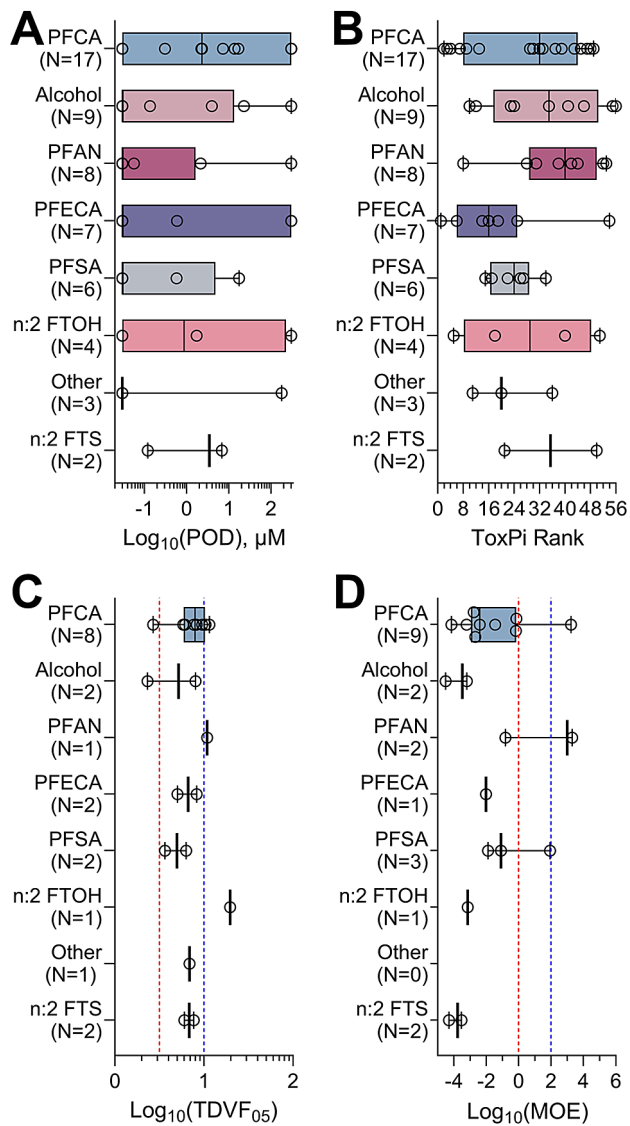 A
PFCA
(N=17)
Alcohol
(N=9)
PFAN
(N=8)
PFECA
(N=7)
PFSA
(N=6)
n:2 FTOH
(N=4)
Other
(N=3)
n:2 FTS
(N=2)
-1 0 1 2
Log₁₀(POD), µM
B
PFCA
(N=17)
Alcohol
(N=9)
PFAN
(N=8)
PFECA
(N=7)
PFSA
(N=6)
n:2 FTOH
(N=4)
Other
(N=3)
n:2 FTS
(N=2)
0 8 16 24 32 40 48 56
ToxPi Rank
C
PFCA
(N=8)
Alcohol
(N=2)
PFAN
(N=1)
PFECA
(N=2)
PFSA
(N=2)
n:2 FTOH
(N=1)
Other
(N=1)
n:2 FTS
(N=2)
0 1 2
Log₁₀(TDVF₀₅)
D
PFCA
(N=9)
Alcohol
(N=2)
PFAN
(N=2)
PFECA
(N=1)
PFSA
(N=3)
n:2 FTOH
(N=1)
Other
(N=0)
n:2 FTS
(N=2)
-4 -2 0 2 4 6
Log₁₀(MOE)